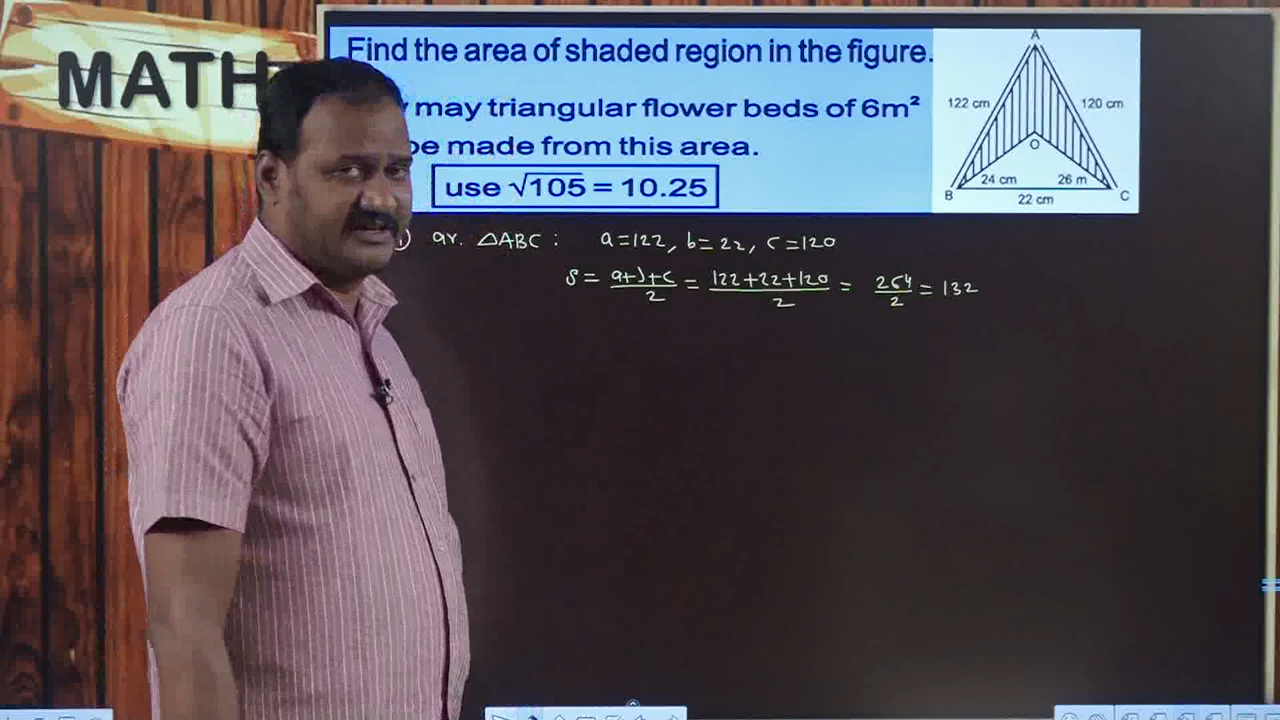 MATH
Find the area of shaded region in the figure.
may triangular flower beds of 6m²
be made from this area.
use √105 = 10.25
A
122 cm
120 cm
O
24 cm
26 m
B
C
22 cm
ar. △ABC : a=122, b=22, c=120
S = a+b+c/2 = 122+22+120/2 = 264/2 = 132